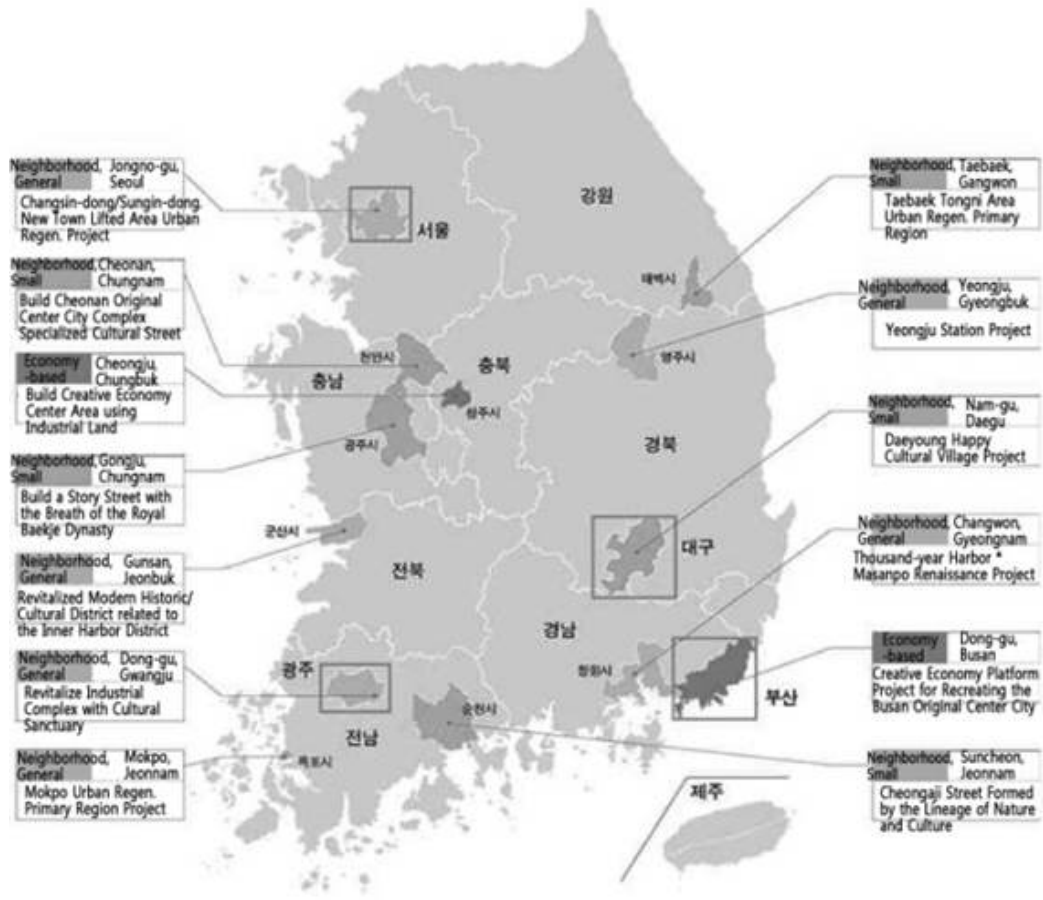 Neighborhood, General
Jongno-gu, Seoul
Changsin-dong/Sungin-dong.
New Town Lifted Area Urban
Regen. Project
Neighborhood, Small
Cheonan, Chungnam
Build Cheonan Original
Center City Complex
Specialized Cultural Street
Economy -based
Cheongju, Chungbuk
Build Creative Economy
Center Area using
Industrial Land
Neighborhood, Small
Gongju, Chungnam
Build a Story Street with
the Breath of the Royal
Baekje Dynasty
Neighborhood, General
Gunsan, Jeonbuk
Revitalized Modern Historic/
Cultural District related to
the Inner Harbor District
Neighborhood, General
Dong-gu, Gwangju
Revitalize Industrial
Complex with Cultural
Sanctuary
Neighborhood, General
Mokpo, Jeonnam
Mokpo Urban Regen.
Primary Region Project
서울
강원
태백시
천안시
충남
충북
영주시
공주시
경북
군산시
대구
전북
경남
광주
부산
순천시
전남
목포시
제주
Neighborhood, Small
Taebaek, Gangwon
Taebaek Tongni Area
Urban Regen. Primary
Region
Neighborhood, General
Yeongju, Gyeongbuk
Yeongju Station Project
Neighborhood, Small
Nam-gu, Daegu
Daeyoung Happy
Cultural Village Project
Neighborhood, General
Changwon, Gyeongnam
Thousand-year Harbor *
Masanpo Renaissance Project
Economy -based
Dong-gu, Busan
Creative Economy Platform
Project for Recreating the
Busan Original Center City
Neighborhood, Small
Suncheon, Jeonnam
Cheongaji Street Formed
by the Lineage of Nature
and Culture